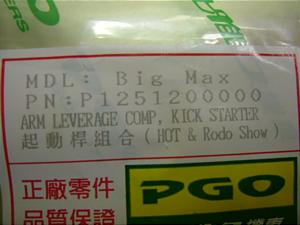 MDL: Big Max
PN:P1251200000
ARM LEVERAGE COMP, KICK STARTER
起動桿組合(HOT & Rodo Show)
正廠零件
品質保證
PGO